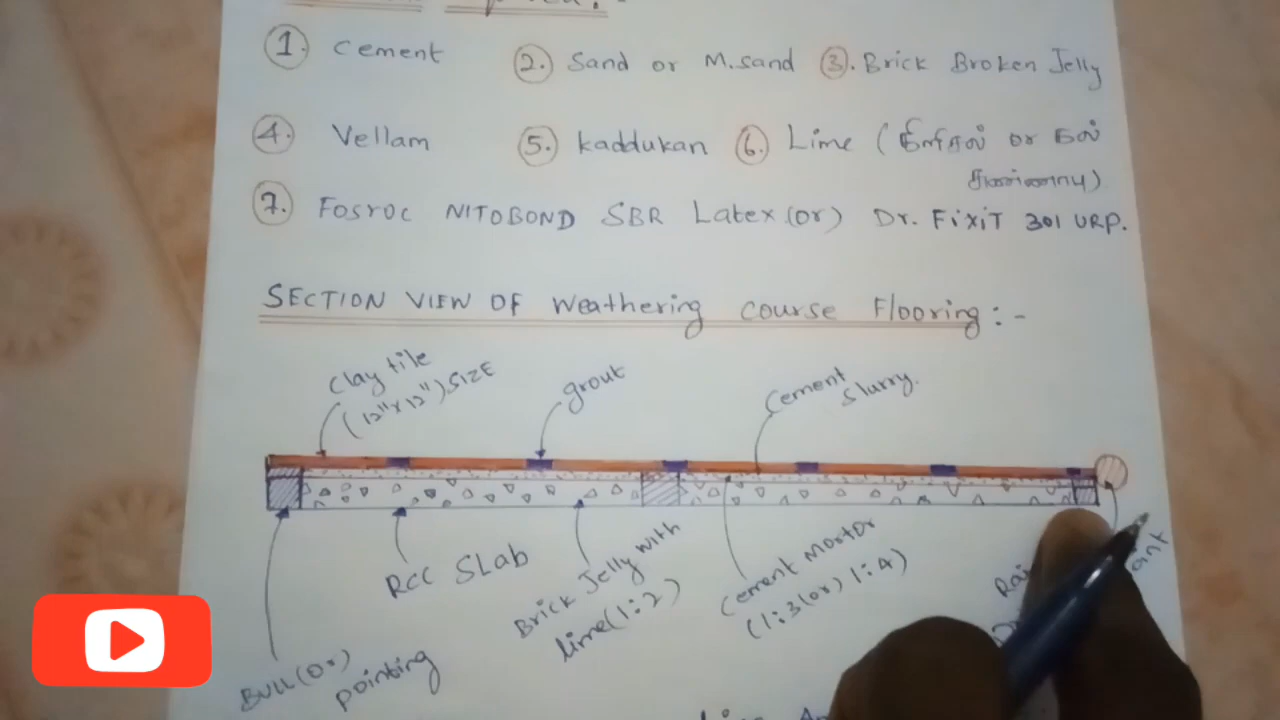 ① Cement ② Sand or M.sand ③. Brick Broken Jelly
④. Vellam ⑤. kaddukan ⑥. Lime ( or
⑦. Fosroc NITOBOND SBR Latex (or) Dr. FixiT 301 URP.
SECTION VIEW OF Weathering course Flooring:-
Clay tile
(12"x12") SIZE
grout
Cement
Slurry.
RCC SLab
Brick Jelly with
lime(1:2)
Cement Mortor
(1:3(or) 1:4)
Bull(Or)
pointing